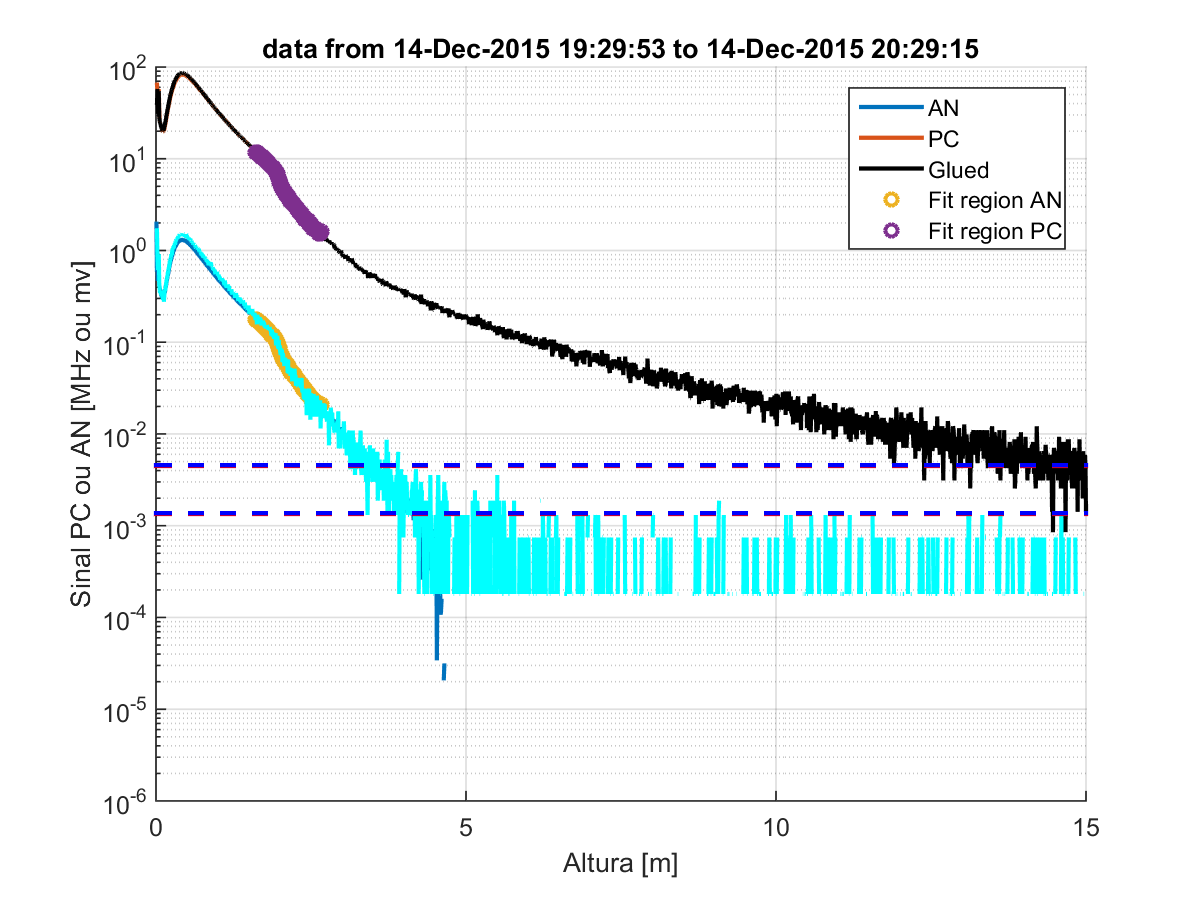 data from 14-Dec-2015 19:29:53 to 14-Dec-2015 20:29:15
AN
PC
Glued
Fit region AN
Fit region PC
Sinal PC ou AN [MHz ou mv]
10^2
10^1
10^0
10^-1
10^-2
10^-3
10^-4
10^-5
10^-6
0 5 10 15
Altura [m]